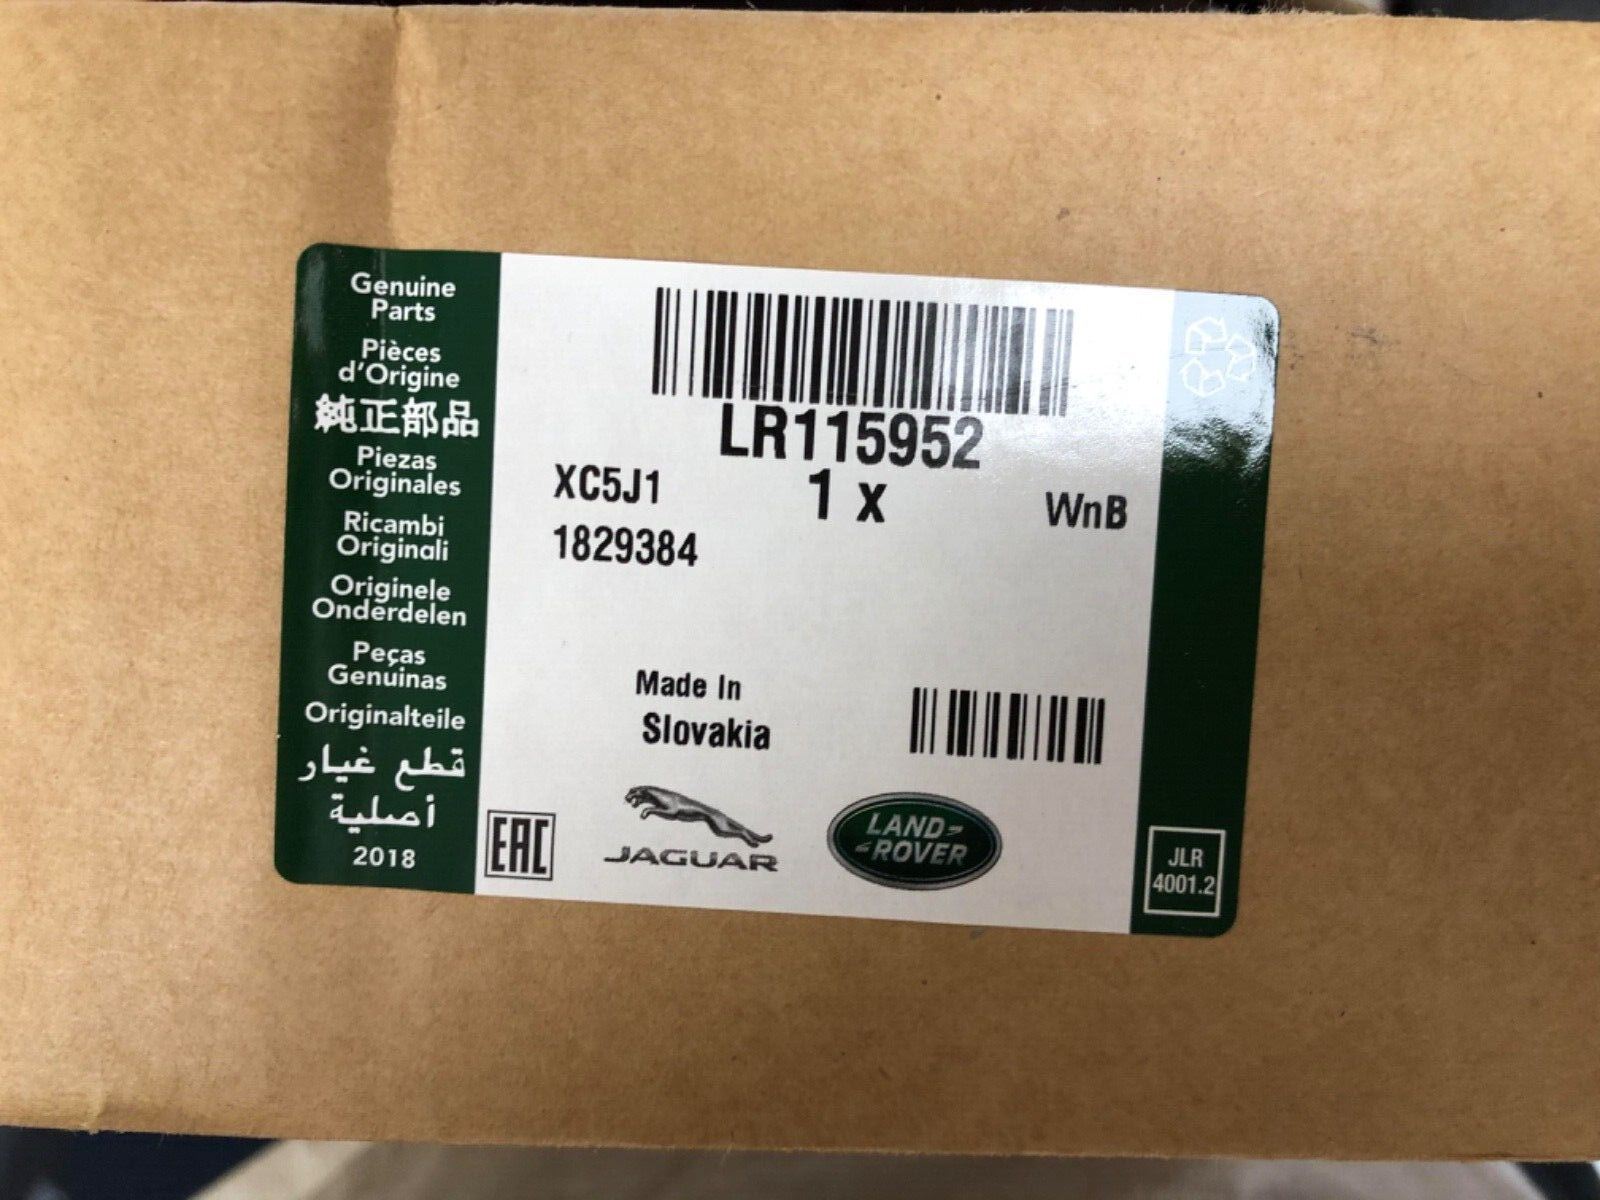 Genuine
Parts
Pièces
d'Origine
純正部品
Piezas
Originales
Ricambi
Originali
Originele
Onderdelen
Peças
Genuinas
Originalteile
قطع غيار
أصلية
2018
LR115952
XC5J1
1 x
WnB
1829384
Made In
Slovakia
EAC
JAGUAR
LAND
ROVER
JLR
4001.2